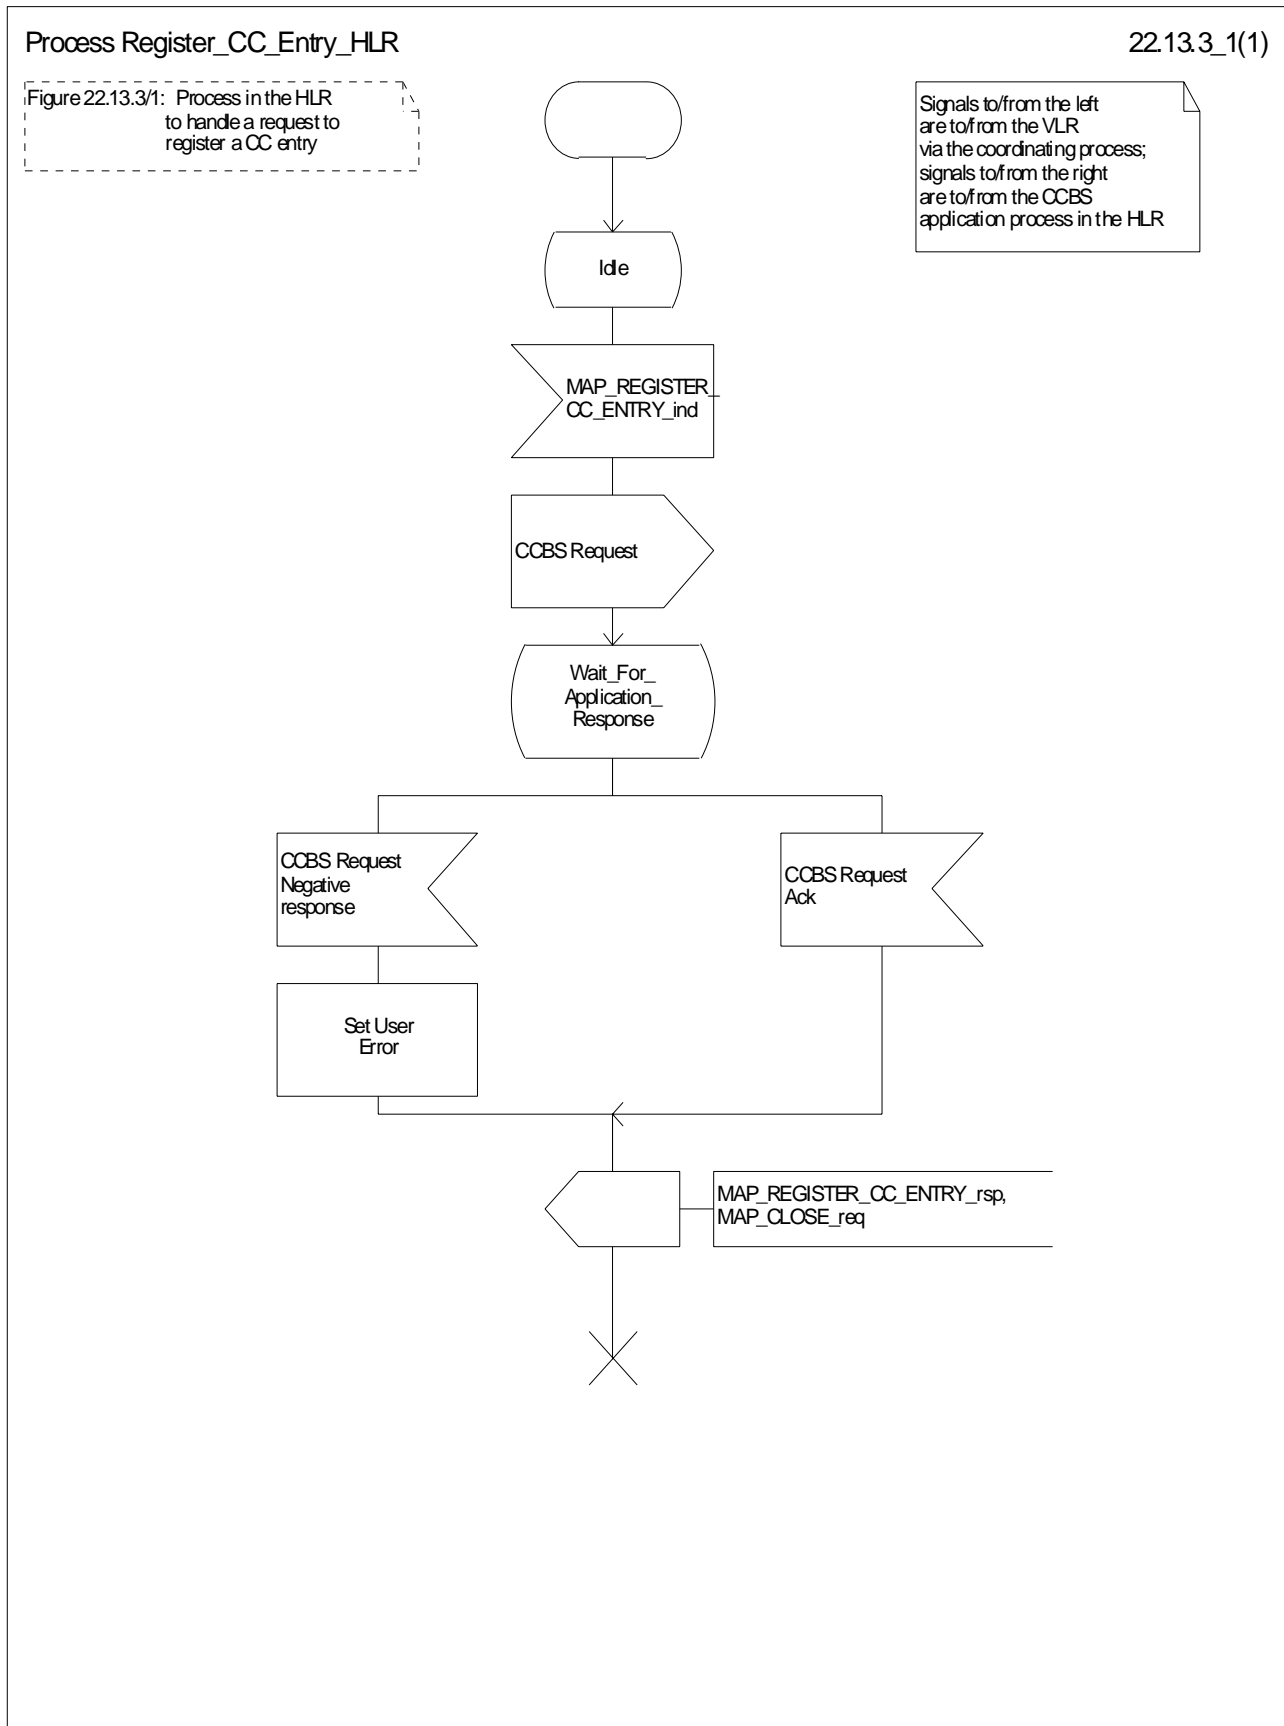 Process Register_CC_Entry_HLR
22.13.3_1(1)
Figure 22.13.3/1: Process in the HLR
to handle a request to
register a CC entry
Signals to/from the left
are to/from the VLR
via the coordinating process;
signals to/from the right
are to/from the CCBS
application process in the HLR
Idle
MAP_REGISTER_
CC_ENTRY_ind
CCBS Request
Wait_For_
Application_
Response
CCBS Request
Negative
response
CCBS Request
Ack
Set User
Error
MAP_REGISTER_CC_ENTRY_rsp,
MAP_CLOSE_req